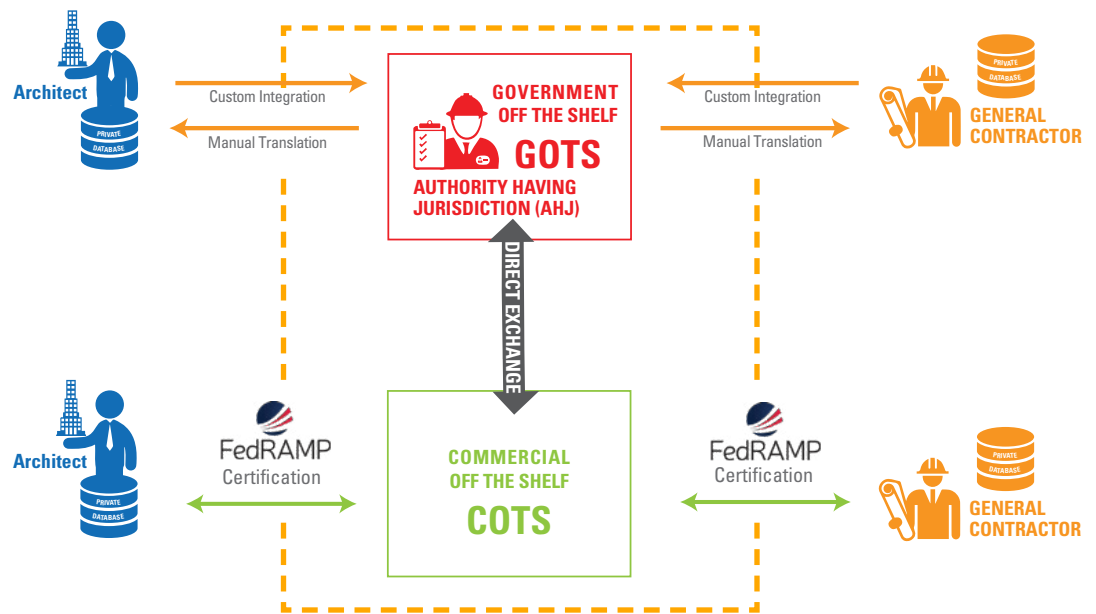 Architect
PRIVATE
DATABASE
Custom Integration
Manual Translation
GOVERNMENT
OFF THE SHELF
GOTS
AUTHORITY HAVING
JURISDICTION (AHJ)
Custom Integration
Manual Translation
PRIVATE
DATABASE
GENERAL
CONTRACTOR
DIRECT EXCHANGE
Architect
PRIVATE
DATABASE
FedRAMP
Certification
COMMERCIAL
OFF THE SHELF
COTS
FedRAMP
Certification
PRIVATE
DATABASE
GENERAL
CONTRACTOR